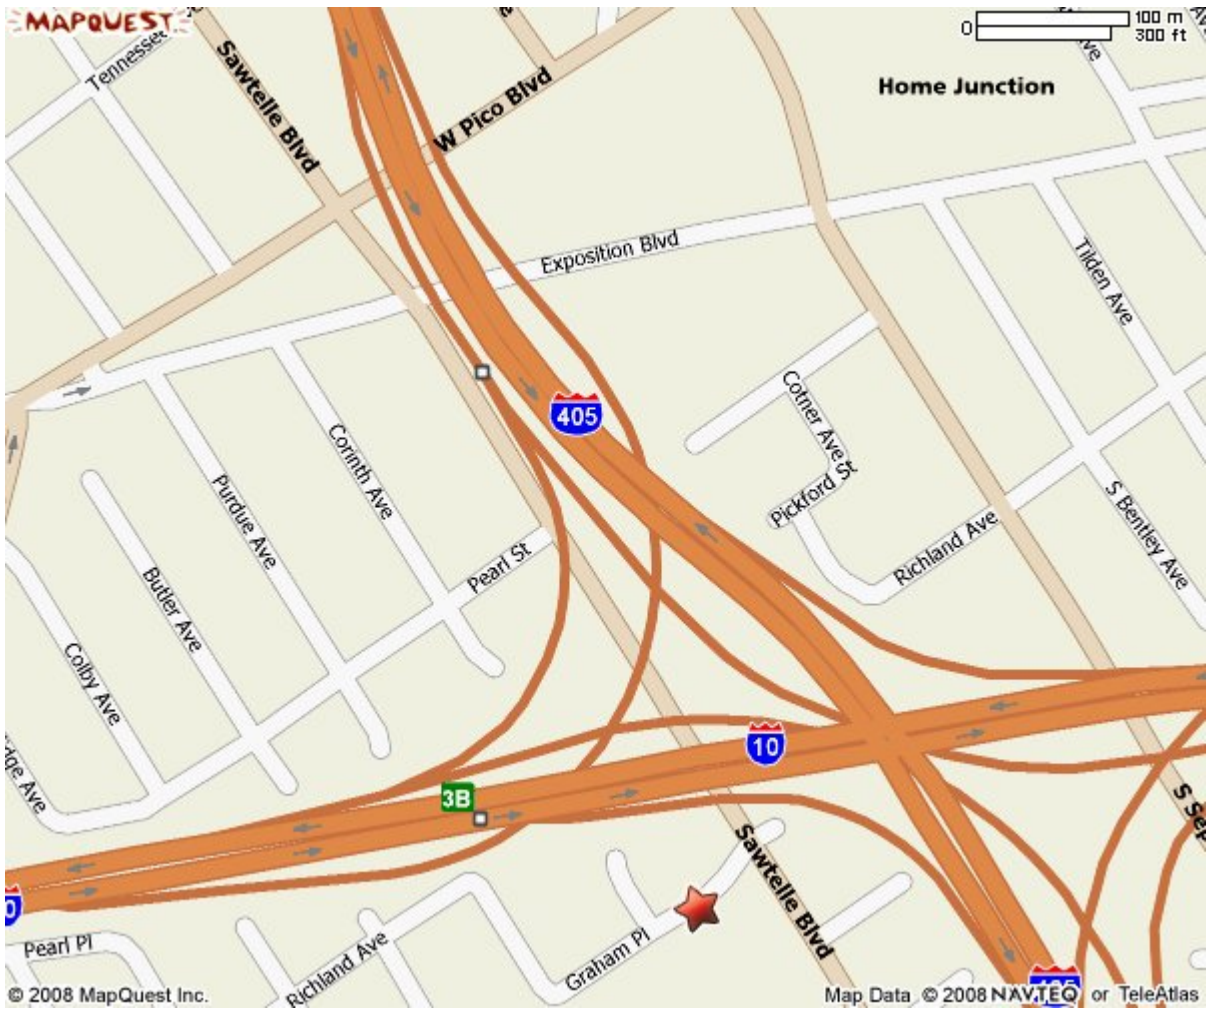 MAPQUEST
Tennessee
Sawtelle Blvd
W Pico Blvd
0
100 m
300 ft
Ave
Home Junction
Exposition Blvd
Tilden Ave
405
Cotner Ave
Corinth Ave
Purdue Ave
Pickford St
S Bentley Ave
Pearl St
Richland Ave
Butler Ave
Colby Ave
10
3B
Ave
Sawtelle Blvd
Pearl Pl
Richland Ave
Graham Pl
© 2008 MapQuest Inc.
Map Data © 2008 NAVTEQ or TeleAtlas